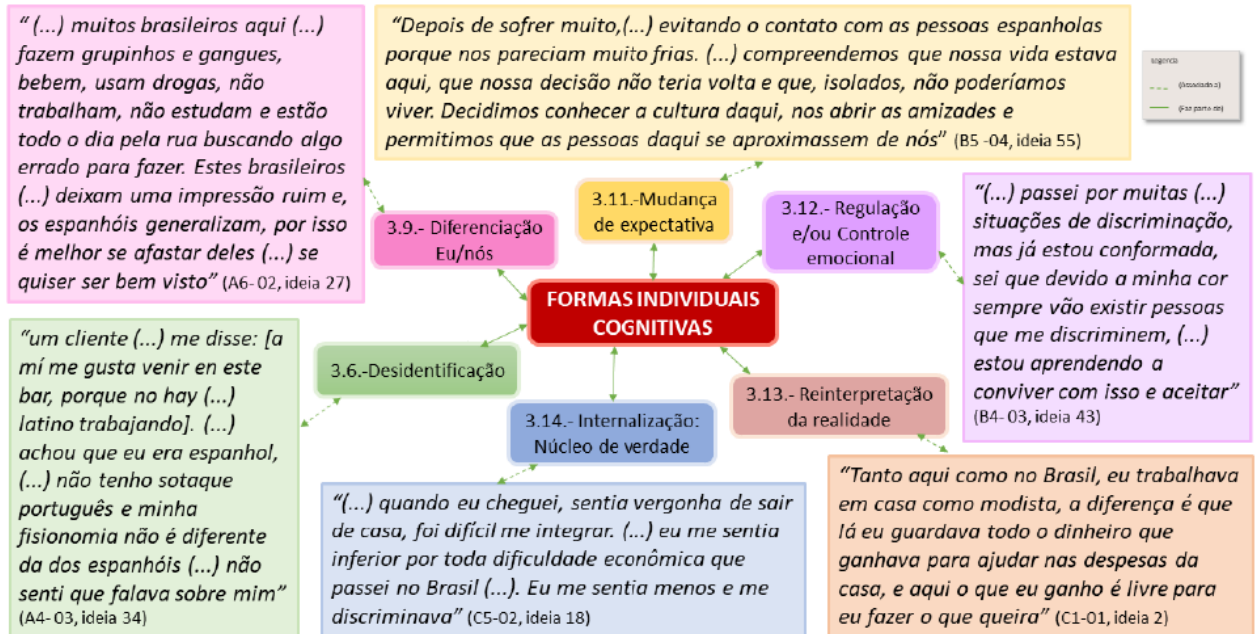 “ (...) muitos brasileiros aqui (...)
fazem grupinhos e gangues,
bebem, usam drogas, não
trabalham, não estudam e estão
todo o dia pela rua buscando algo
errado para fazer. Estes brasileiros
(...) deixam uma impressão ruim e,
os espanhóis generalizam, por isso
é melhor se afastar deles (...) se
quiser ser bem visto” (A6- 02, ideia 27)
“Depois de sofrer muito,(...) evitando o contato com as pessoas espanholas
porque nos pareciam muito frias. (...) compreendemos que nossa vida estava
aqui, que nossa decisão não teria volta e que, isolados, não poderíamos
viver. Decidimos conhecer a cultura daqui, nos abrir as amizades e
permitimos que as pessoas daqui se aproximassem de nós” (B5 -04, ideia 55)
(Associado a)
(Faz parte de)
3.9.- Diferenciação
Eu/nós
3.11.-Mudança
de expectativa
3.12.- Regulação
e/ou Controle
emocional
“(...) passei por muitas (...)
situações de discriminação,
mas já estou conformada,
sei que devido a minha cor
sempre vão existir pessoas
que me discriminem, (...)
estou aprendendo a
conviver com isso e aceitar”
(B4- 03, ideia 43)
FORMAS INDIVIDUAIS
COGNITIVAS
“um cliente (...) me disse: [a
mí me gusta venir en este
bar, porque no hay (...)
latino trabajando]. (...)
achou que eu era espanhol,
(...) não tenho sotaque
português e minha
fisionomia não é diferente
da dos espanhóis (...) não
senti que falava sobre mim”
(A4- 03, ideia 34)
3.6.-Desidentificação
3.14.- Internalização:
Núcleo de verdade
3.13.- Reinterpretação
da realidade
“(...) quando eu cheguei, sentia vergonha de sair
de casa, foi difícil me integrar. (...) eu me sentia
inferior por toda dificuldade econômica que
passei no Brasil (...). Eu me sentia menos e me
discriminava” (C5-02, ideia 18)
“Tanto aqui como no Brasil, eu trabalhava
em casa como modista, a diferença é que
lá eu guardava todo o dinheiro que
ganhava para ajudar nas despesas da
casa, e aqui o que eu ganho é livre para
eu fazer o que queira” (C1-01, ideia 2)